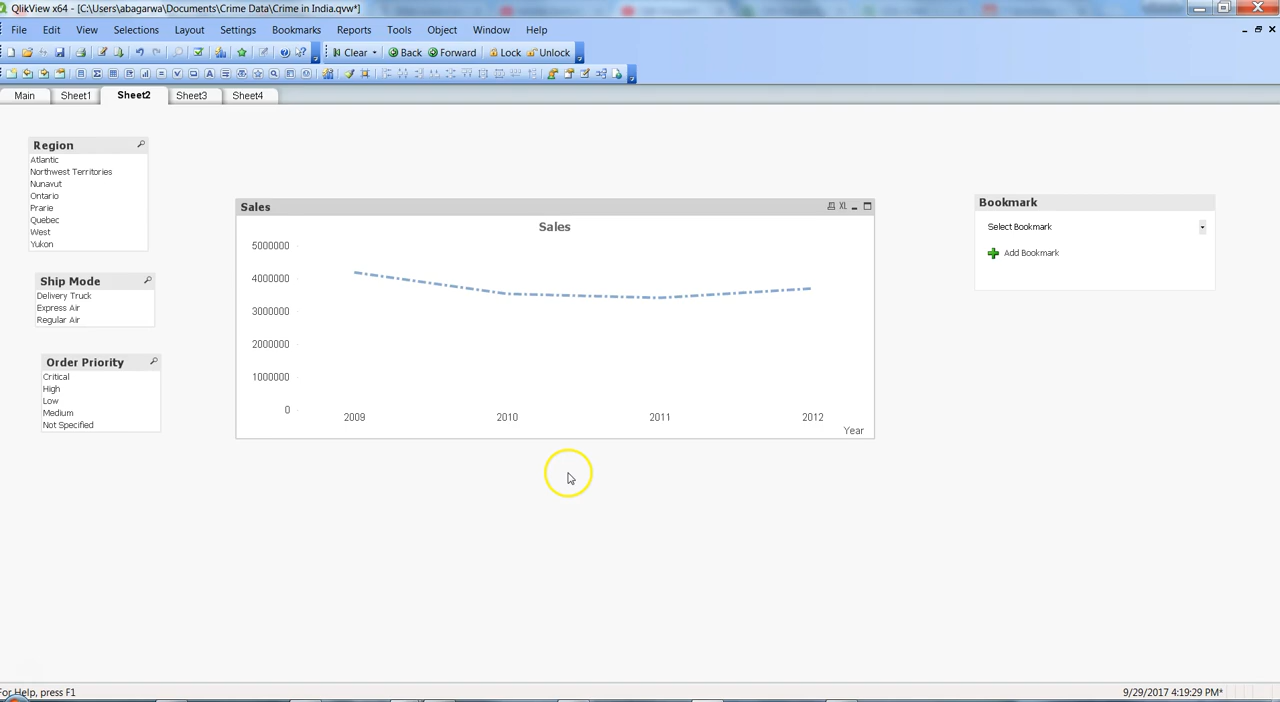 QlikView x64 - [C:\Users\abagarwa\Documents\Crime Data\Crime in India.qvw*]
File Edit View Selections Layout Settings Bookmarks Reports Tools Object Window Help
Clear Back Forward Lock Unlock
Main Sheet1 Sheet2 Sheet3 Sheet4
Region
Atlantic
Northwest Territories
Nunavut
Ontario
Prarie
Quebec
West
Yukon
Ship Mode
Delivery Truck
Express Air
Regular Air
Order Priority
Critical
High
Low
Medium
Not Specified
Sales XL
Sales
5000000
4000000
3000000
2000000
1000000
0
2009 2010 2011 2012
Year
Bookmark
Select Bookmark
Add Bookmark
For Help, press F1
9/29/2017 4:19:29 PM*